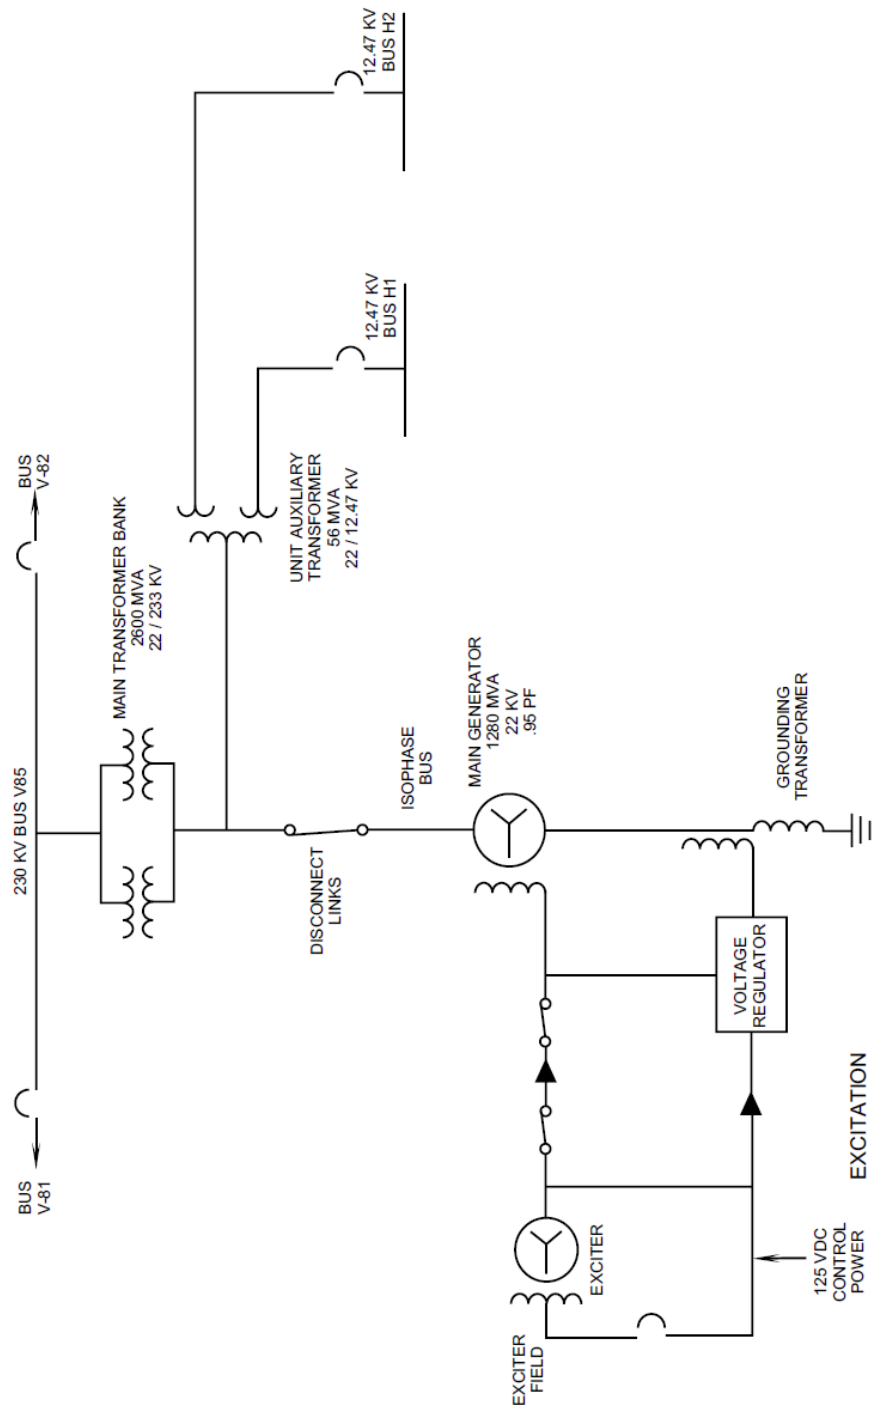 BUS
V-81
230 KV BUS V85
BUS
V-82
MAIN TRANSFORMER BANK
2600 MVA
22 / 233 KV
12.47 KV
BUS H2
12.47 KV
BUS H1
UNIT AUXILIARY
TRANSFORMER
56 MVA
22 / 12.47 KV
DISCONNECT
LINKS
ISOPHASE
BUS
MAIN GENERATOR
1280 MVA
22 KV
.95 PF
EXCITER
FIELD
EXCITER
VOLTAGE
REGULATOR
GROUNDING
TRANSFORMER
125 VDC
CONTROL
POWER
EXCITATION